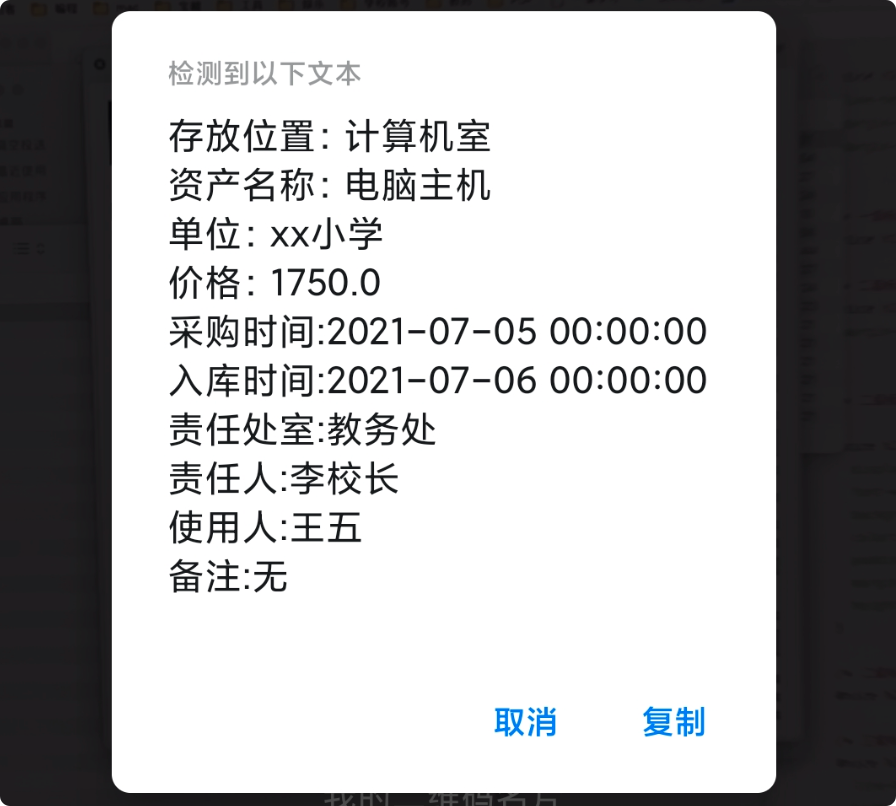 检测到以下文本
存放位置: 计算机室
资产名称: 电脑主机
单位: xx小学
价格: 1750.0
采购时间:2021-07-05 00:00:00
入库时间:2021-07-06 00:00:00
责任处室:教务处
责任人:李校长
使用人:王五
备注:无
取消 复制